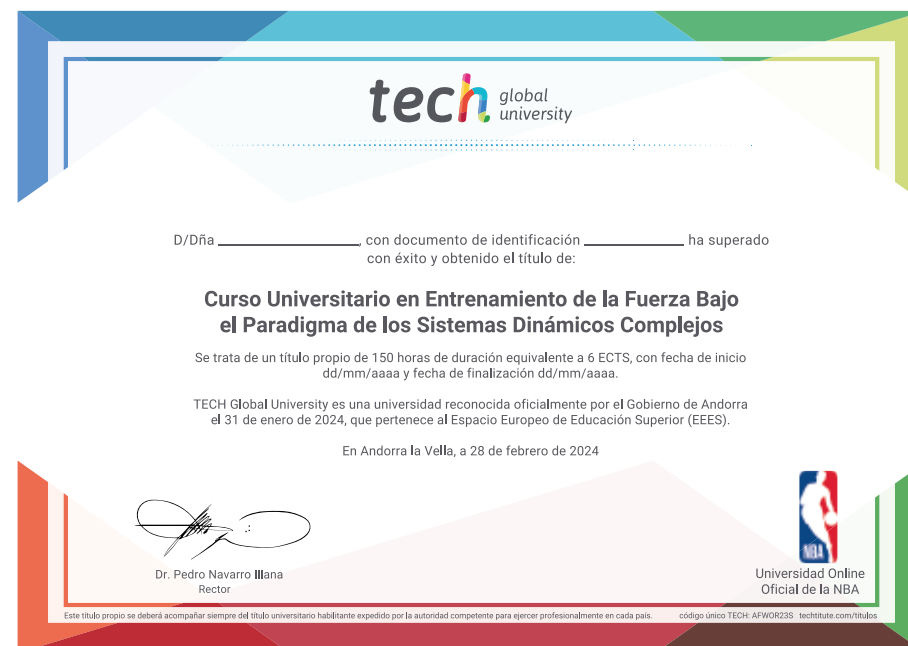 tech global university
D/Dña ____________________, con documento de identificación ______________ ha superado
con éxito y obtenido el título de:
Curso Universitario en Entrenamiento de la Fuerza Bajo
el Paradigma de los Sistemas Dinámicos Complejos
Se trata de un título propio de 150 horas de duración equivalente a 6 ECTS, con fecha de inicio
dd/mm/aaaa y fecha de finalización dd/mm/aaaa.
TECH Global University es una universidad reconocida oficialmente por el Gobierno de Andorra
el 31 de enero de 2024, que pertenece al Espacio Europeo de Educación Superior (EEES).
En Andorra la Vella, a 28 de febrero de 2024
Dr. Pedro Navarro Illana
Rector
NBA
Universidad Online
Oficial de la NBA
Este título propio se deberá acompañar siempre del título universitario habilitante expedido por la autoridad competente para ejercer profesionalmente en cada país. código único TECH: AFWOR23S techtitute.com/titulos